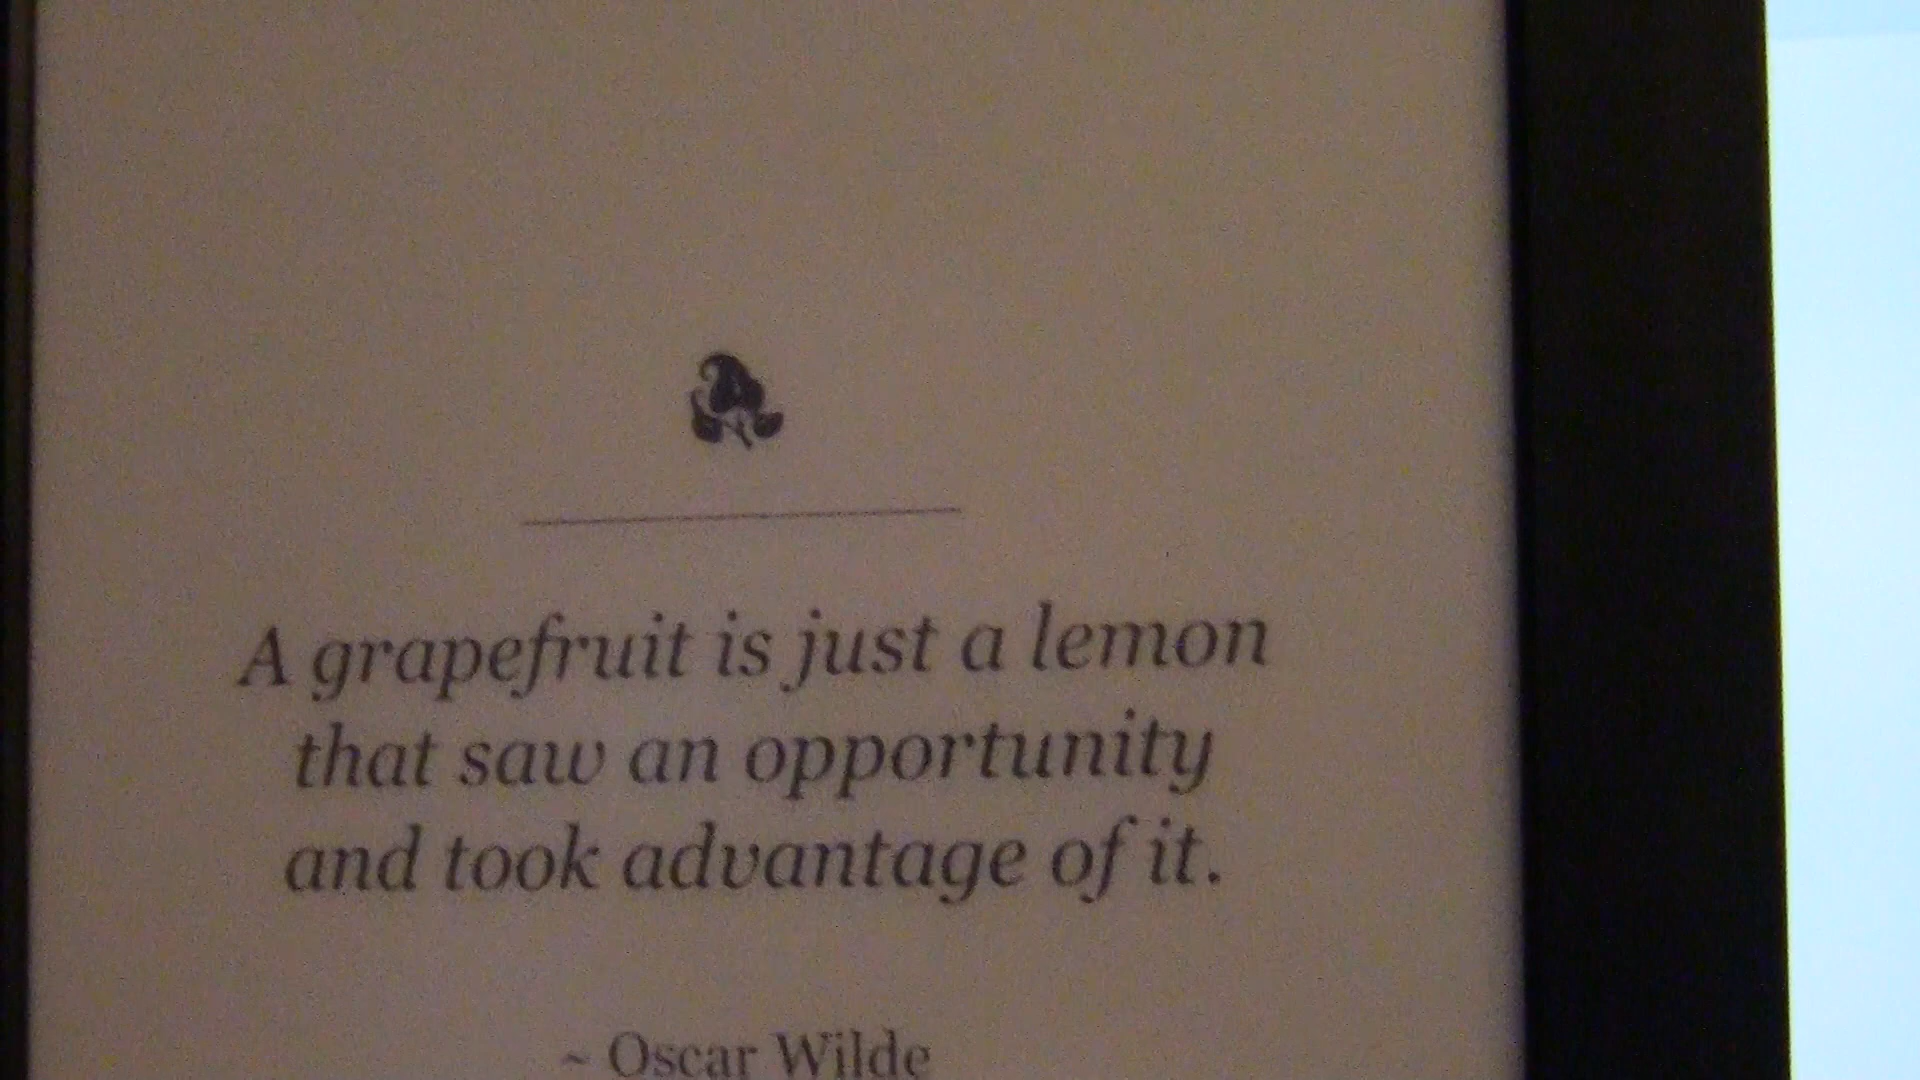 A grapefruit is just a lemon
that saw an opportunity
and took advantage of it.
~ Oscar Wilde